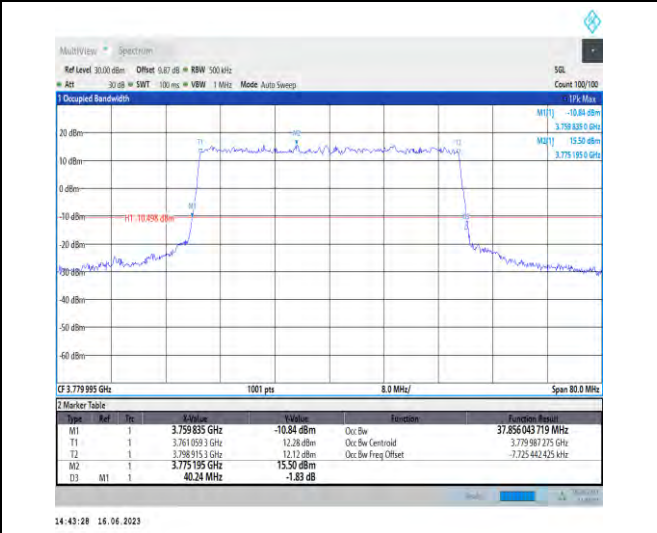 MultiView Spectrum
Ref Level 30.00 dBm Offset 9.87 dB RBW 500 kHz SGL
Att 30 dB SWT 100 ms VBW 1 MHz Mode Auto Sweep Count 100/100
1 Occupied Bandwidth 1Pk Max
M1[1] -10.84 dBm
3.759 835 0 GHz
M2[1] 15.50 dBm
3.775 195 0 GHz
20 dBm
T1 M2 T2
10 dBm
0 dBm
M1
-10 dBm
H1 -10.498 dBm
-20 dBm
-30 dBm
-40 dBm
-50 dBm
-60 dBm
CF 3.779 995 GHz 1001 pts 8.0 MHz/ Span 80.0 MHz
2 Marker Table
Type Ref Trc X-Value Y-Value Function Function Result
M1 1 3.759 835 GHz -10.84 dBm Occ Bw 37.856 043 719 MHz
T1 1 3.761 059 3 GHz 12.28 dBm Occ Bw Centroid 3.779 987 275 GHz
T2 1 3.798 915 3 GHz 12.12 dBm Occ Bw Freq Offset -7.725 442 425 kHz
M2 1 3.775 195 GHz 15.50 dBm
D3 M1 1 40.24 MHz -1.83 dB
14:43:28 16.06.2023